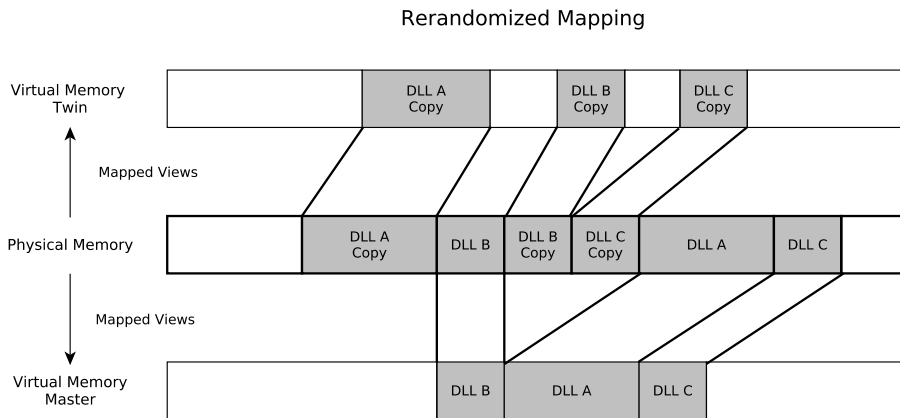 Rerandomized Mapping
Virtual Memory
Twin
DLL A
Copy
DLL B
Copy
DLL C
Copy
Mapped Views
Physical Memory
DLL A
Copy
DLL B
DLL B
Copy
DLL C
Copy
DLL A
DLL C
Mapped Views
Virtual Memory
Master
DLL B
DLL A
DLL C